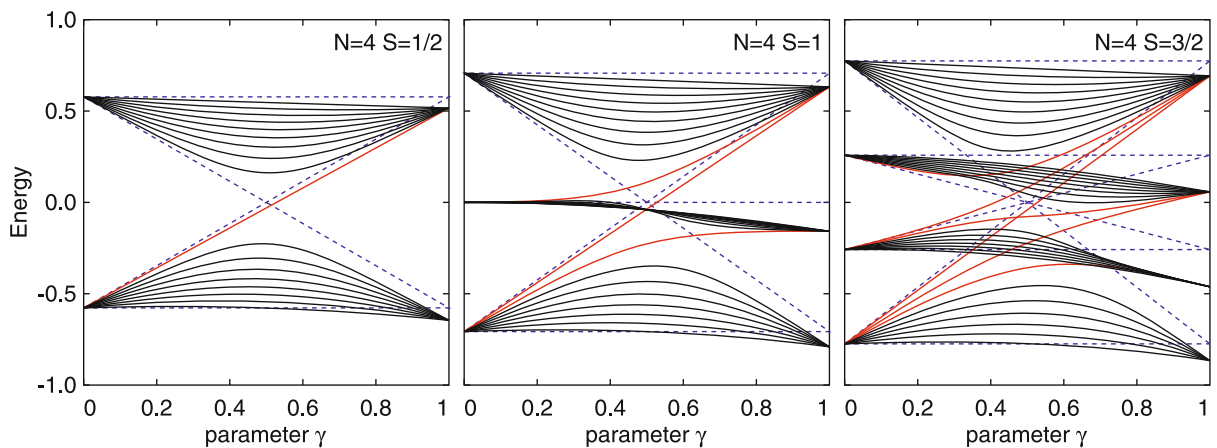 N=4 S=1/2
N=4 S=1
N=4 S=3/2
Energy
1.0
0.5
0.0
-0.5
-1.0
0 0.2 0.4 0.6 0.8 1
0 0.2 0.4 0.6 0.8 1
0 0.2 0.4 0.6 0.8 1
parameter γ
parameter γ
parameter γ